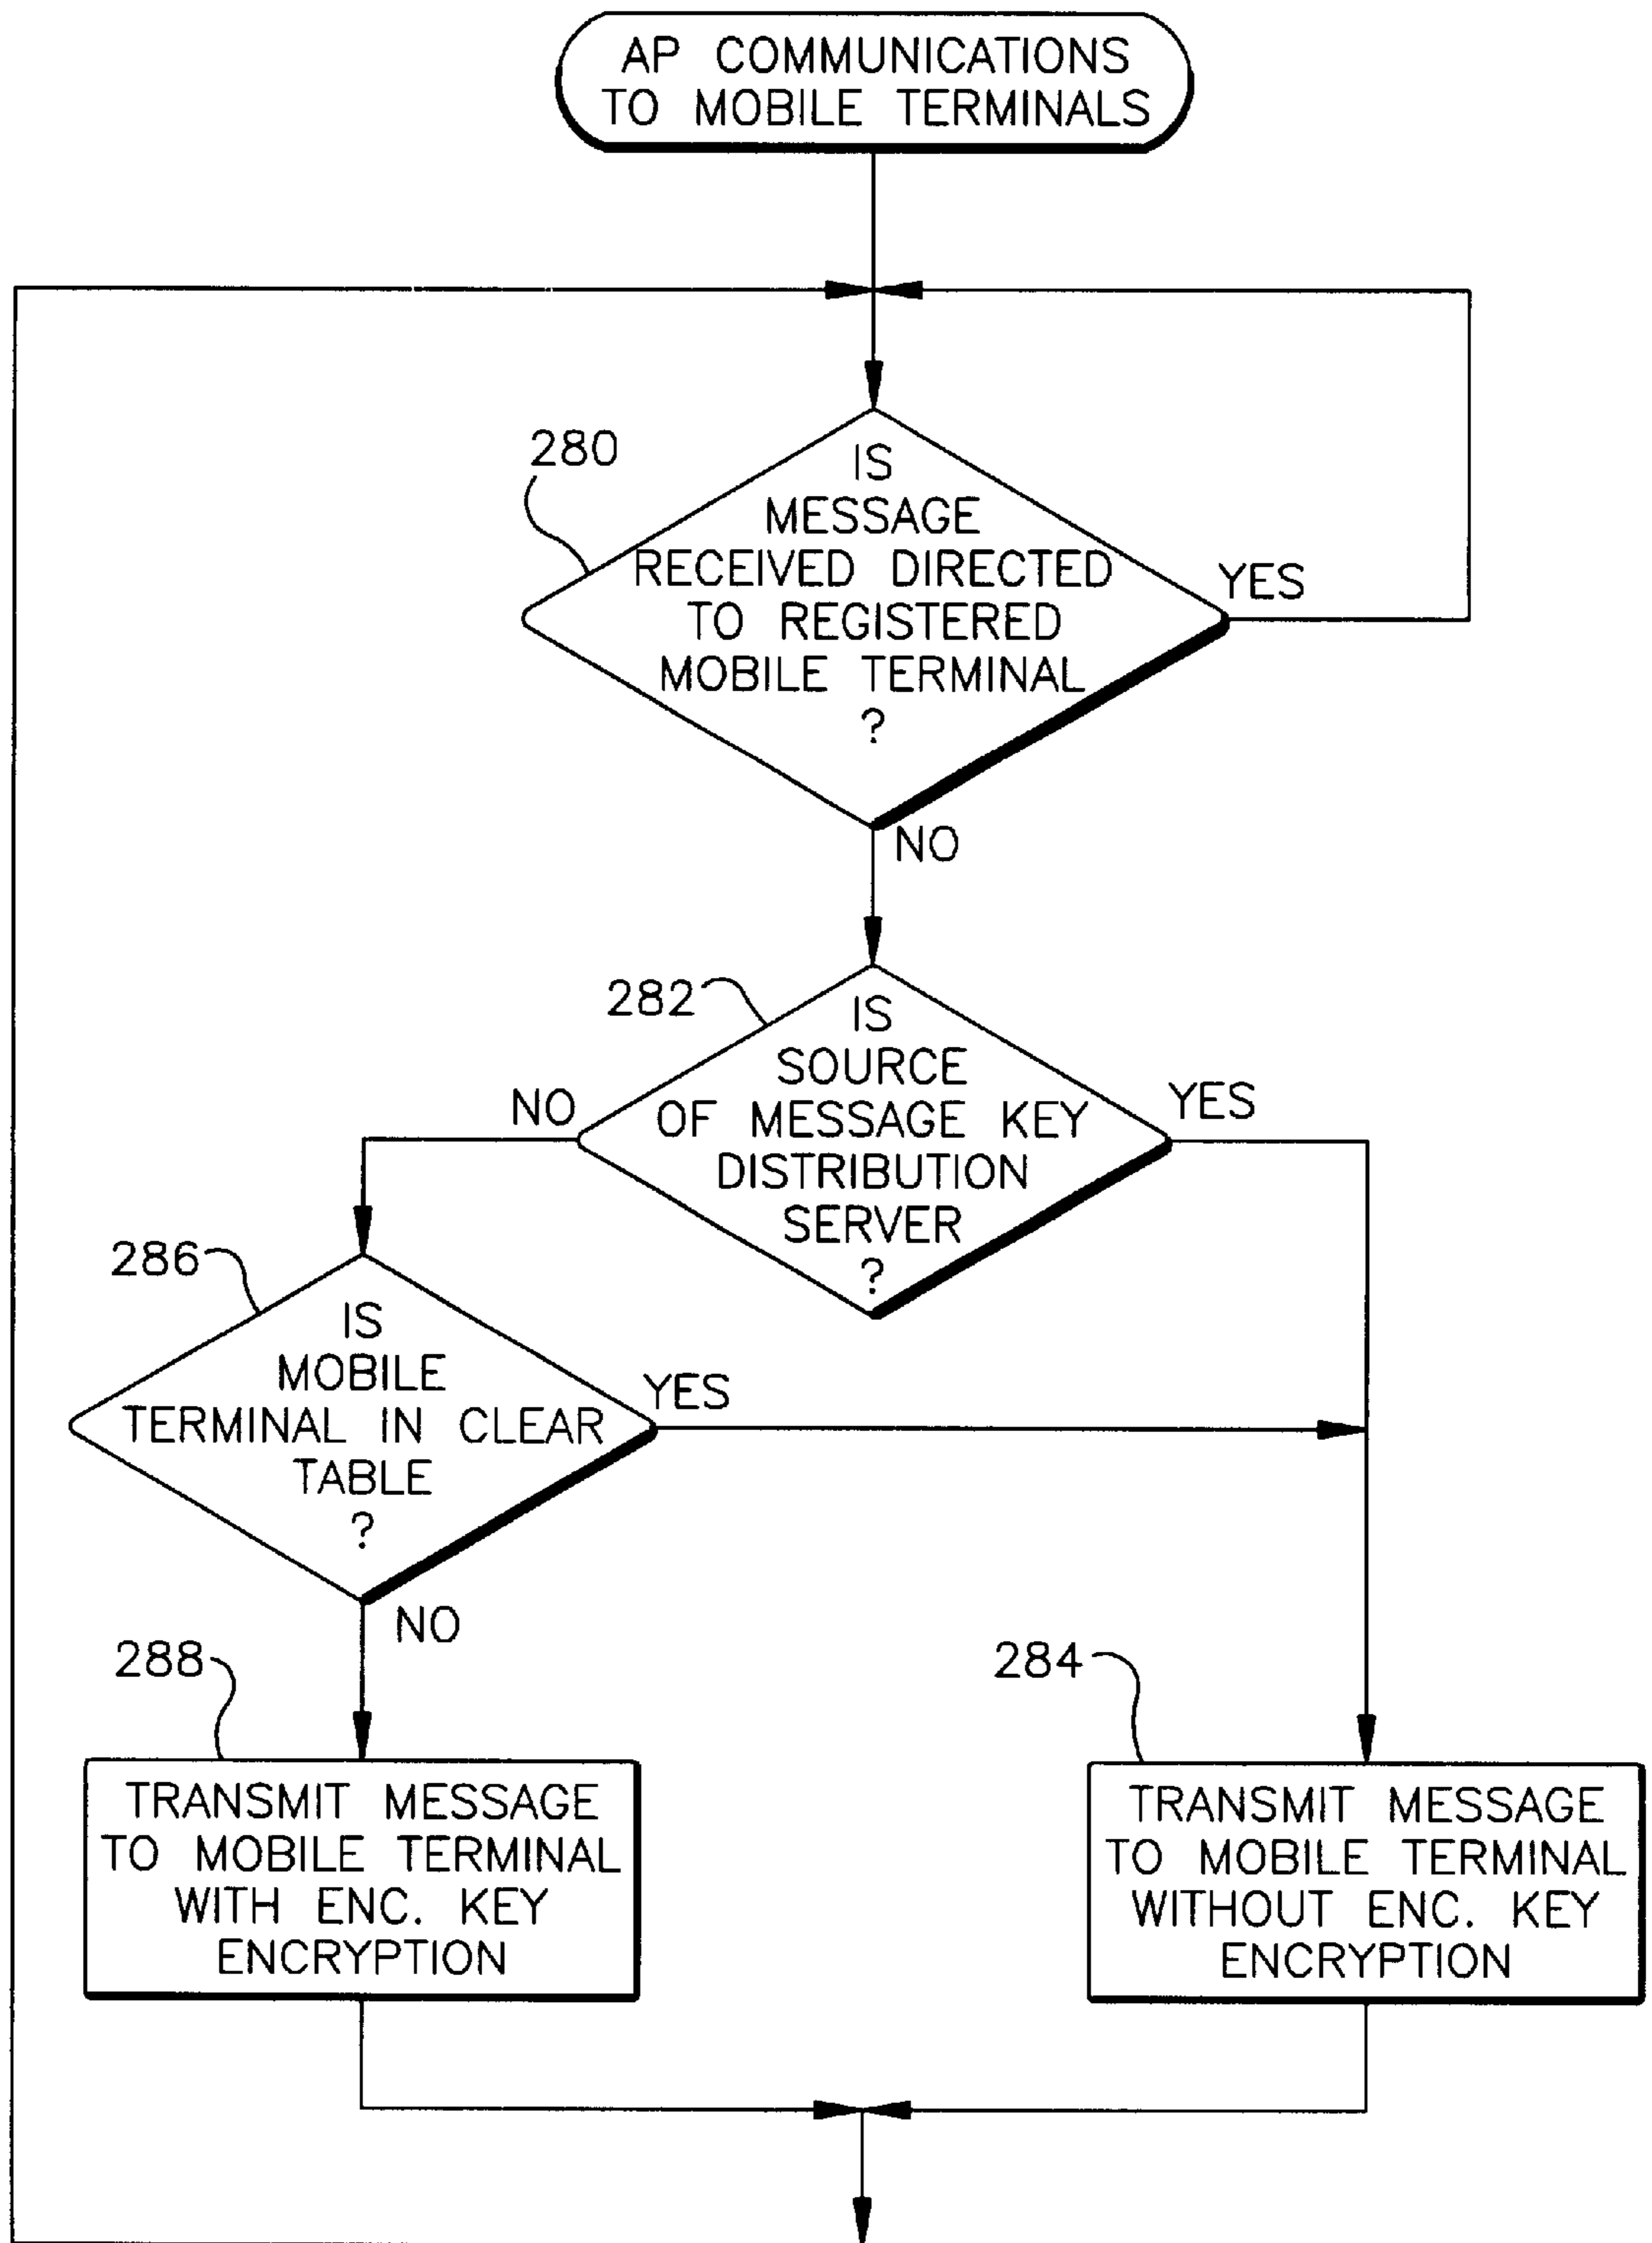 AP COMMUNICATIONS
TO MOBILE TERMINALS
280
IS
MESSAGE
RECEIVED DIRECTED
TO REGISTERED
MOBILE TERMINAL
?
YES
NO
282
IS
SOURCE
OF MESSAGE KEY
DISTRIBUTION
SERVER
?
NO
YES
286
IS
MOBILE
TERMINAL IN CLEAR
TABLE
?
YES
NO
288
TRANSMIT MESSAGE
TO MOBILE TERMINAL
WITH ENC. KEY
ENCRYPTION
284
TRANSMIT MESSAGE
TO MOBILE TERMINAL
WITHOUT ENC. KEY
ENCRYPTION